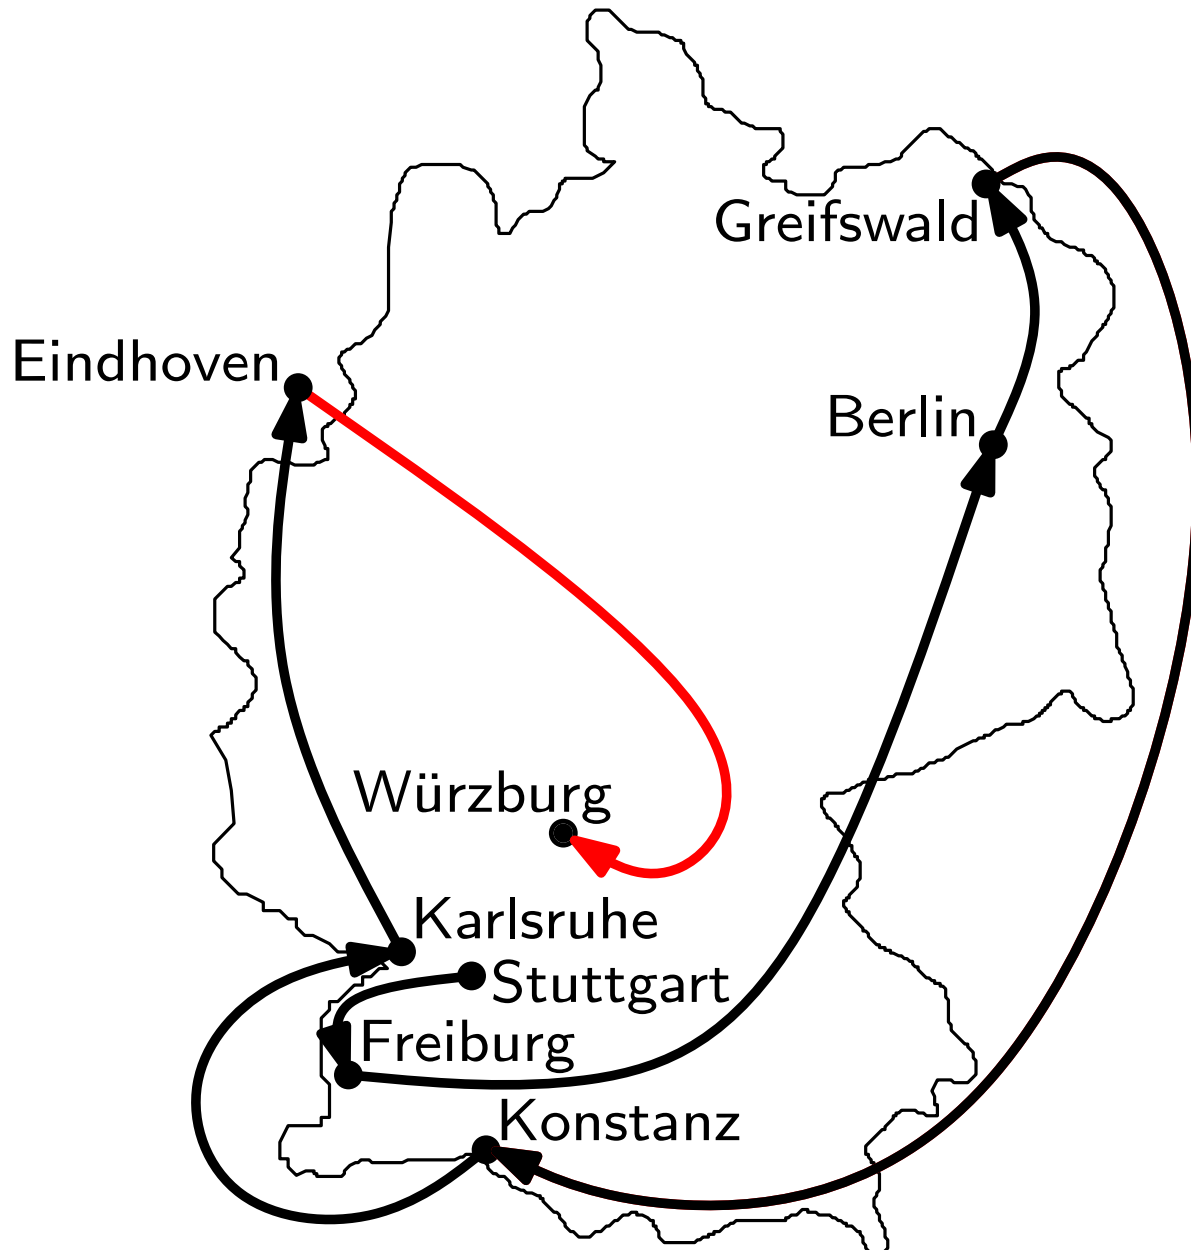 Greifswald
Eindhoven
Berlin
Würzburg
Karlsruhe
Stuttgart
Freiburg
Konstanz